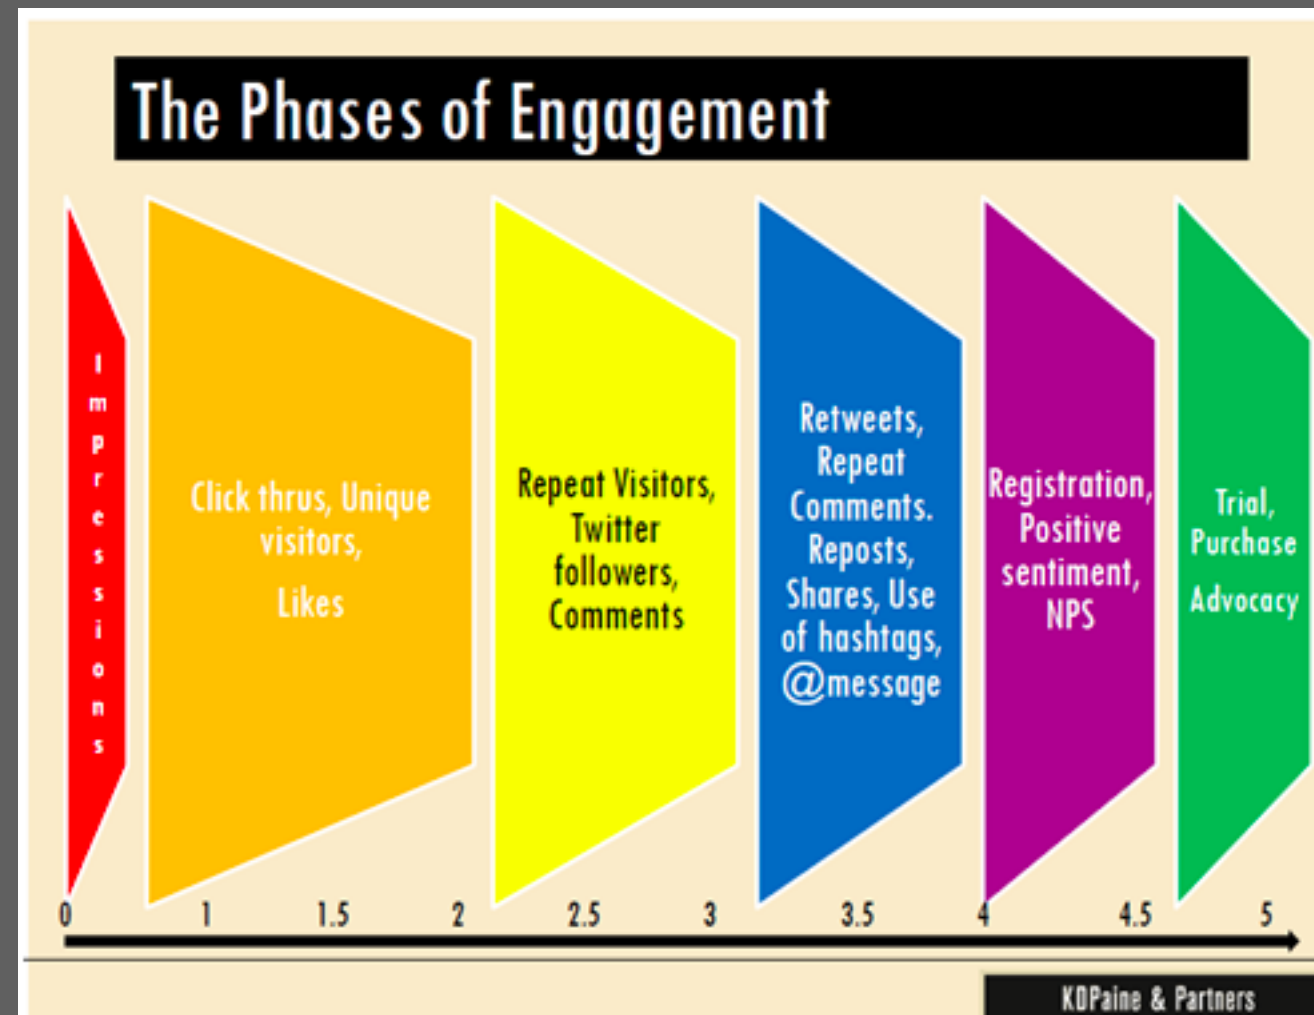 The Phases of Engagement
Impressions
Click thrus, Unique
visitors,
Likes
Repeat Visitors,
Twitter
followers,
Comments
Retweets,
Repeat
Comments.
Reposts,
Shares, Use
of hashtags,
@message
Registration,
Positive
sentiment,
NPS
Trial,
Purchase
Advocacy
0 1 1.5 2 2.5 3 3.5 4 4.5 5
KDPaine & Partners